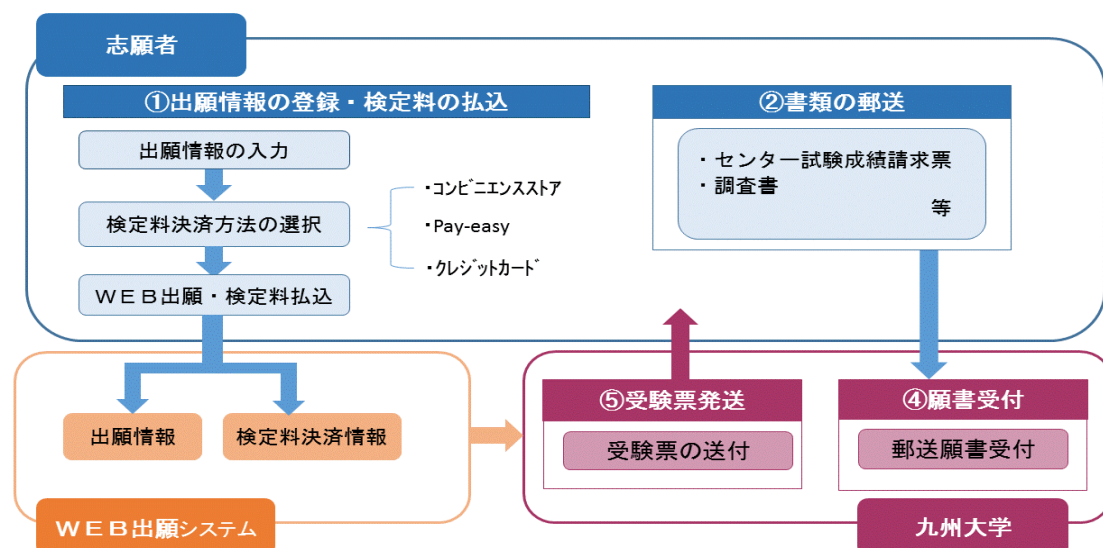 志願者
①出願情報の登録・検定料の払込
出願情報の入力
検定料決済方法の選択
・コンビニエンスストア
・Pay-easy
・クレジットカード
ＷＥＢ出願・検定料払込
②書類の郵送
・センター試験成績請求票
・調査書
等
出願情報
検定料決済情報
ＷＥＢ出願システム
⑤受験票発送
受験票の送付
④願書受付
郵送願書受付
九州大学